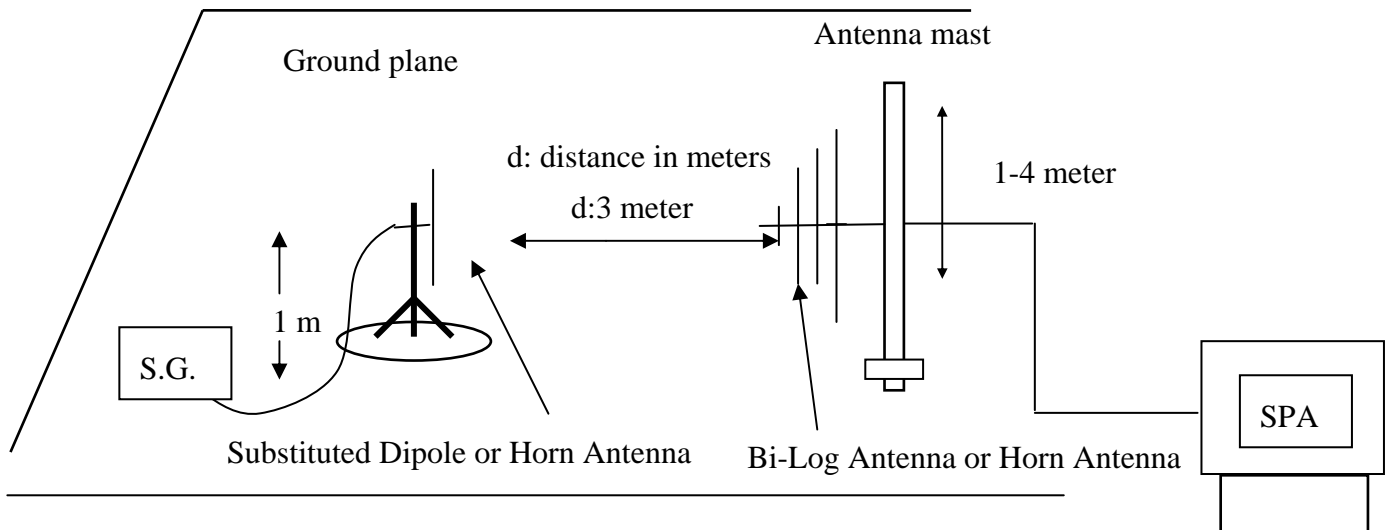 Antenna mast
Ground plane
d: distance in meters
d:3 meter
1-4 meter
1 m
S.G.
SPA
Substituted Dipole or Horn Antenna
Bi-Log Antenna or Horn Antenna